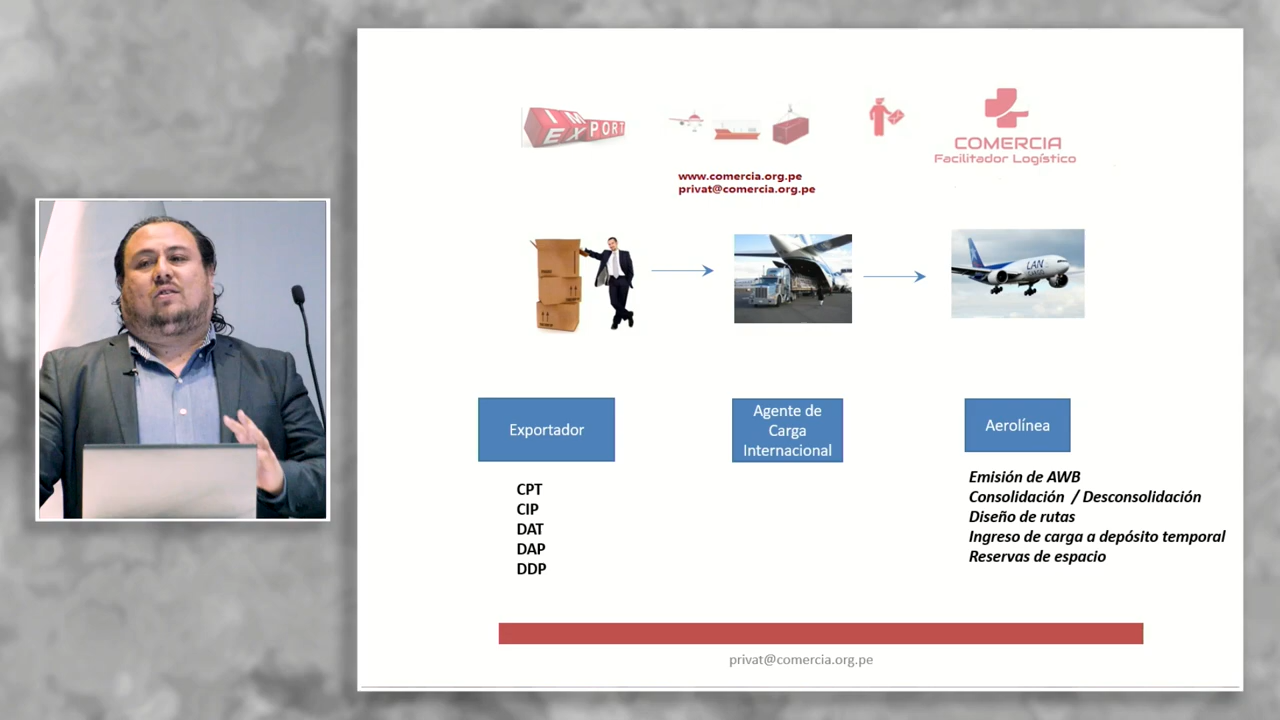 IM
EXPORT
COMERCIA
Facilitador Logístico
www.comercia.org.pe
privat@comercia.org.pe
LAN
Exportador
Agente de
Carga
Internacional
Aerolínea
CPT
CIP
DAT
DAP
DDP
Emisión de AWB
Consolidación / Desconsolidación
Diseño de rutas
Ingreso de carga a depósito temporal
Reservas de espacio
privat@comercia.org.pe